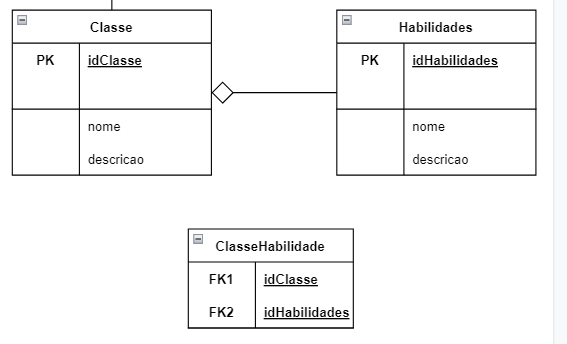 Classe
PK idClasse
nome
descricao
Habilidades
PK idHabilidades
nome
descricao
ClasseHabilidade
FK1 idClasse
FK2 idHabilidades